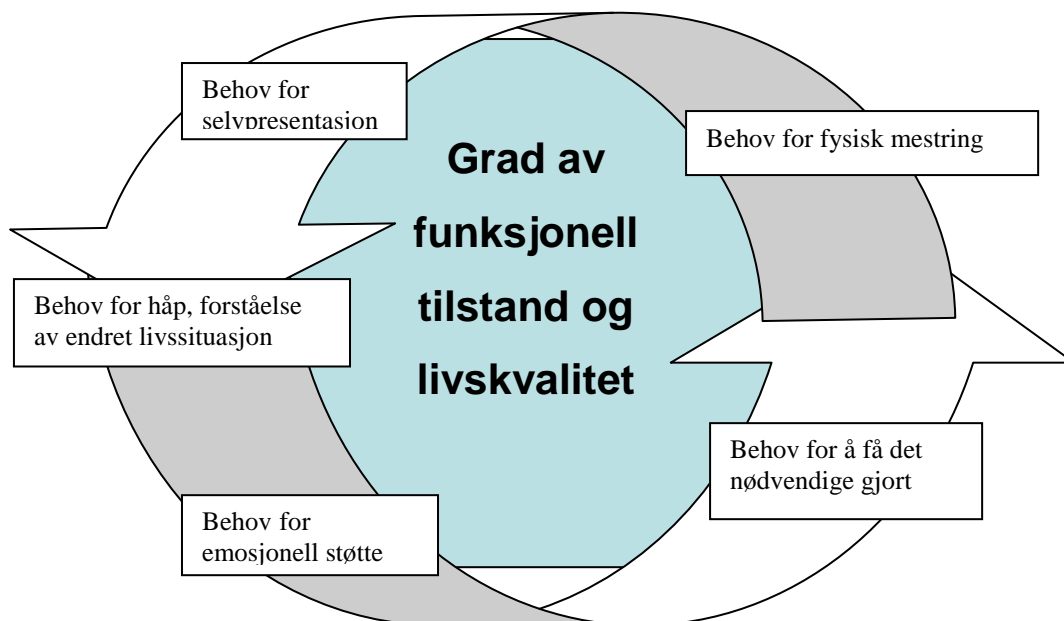 Behov for
selvpresentasjon
Grad av
funksjonell
tilstand og
livskvalitet
Behov for fysisk mestring
Behov for håp, forståelse
av endret livssituasjon
Behov for å få det
nødvendige gjort
Behov for
emosjonell støtte